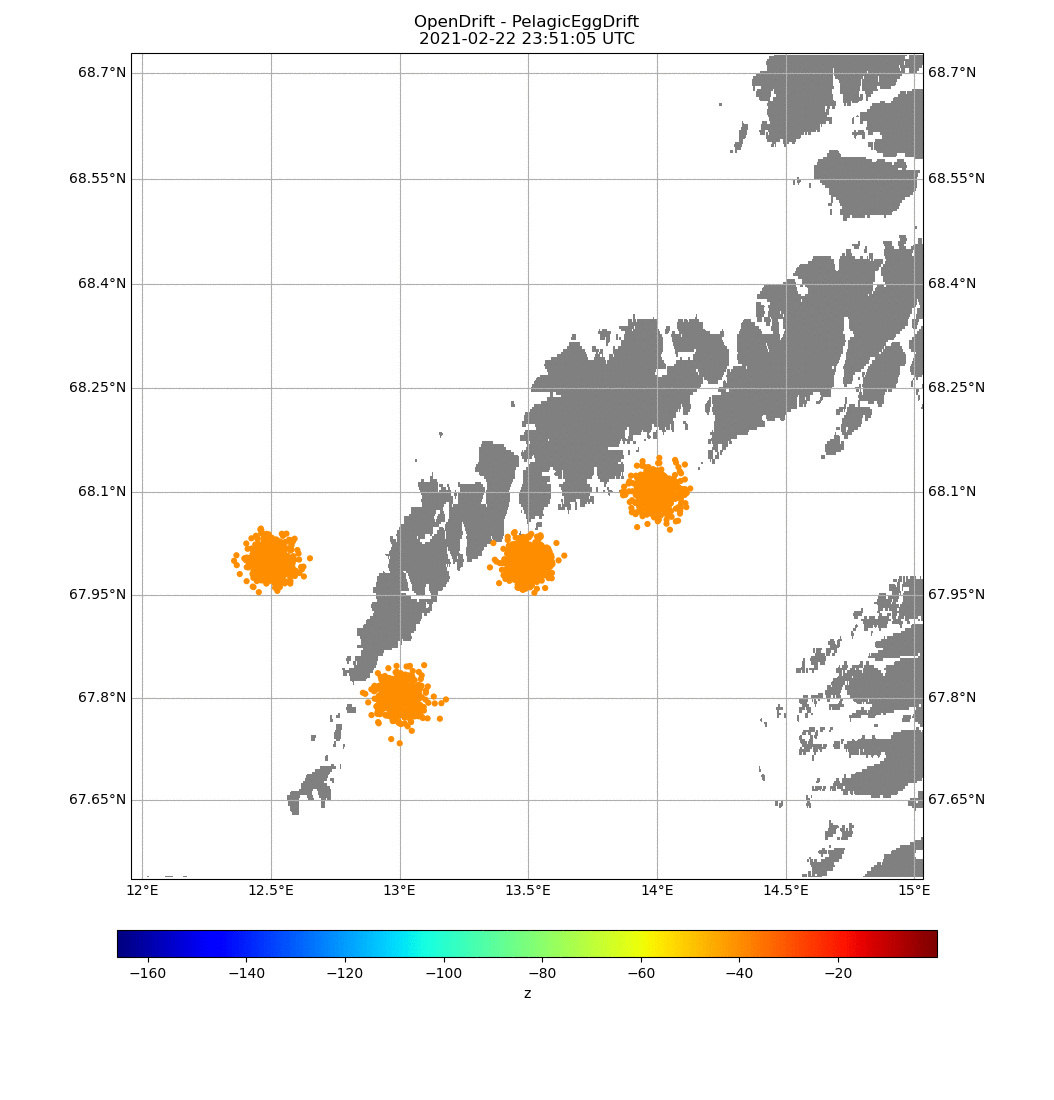 OpenDrift - PelagicEggDrift
2021-02-22 23:51:05 UTC
68.7°N 68.7°N
68.55°N 68.55°N
68.4°N 68.4°N
68.25°N 68.25°N
68.1°N 68.1°N
67.95°N 67.95°N
67.8°N 67.8°N
67.65°N 67.65°N
12°E 12.5°E 13°E 13.5°E 14°E 14.5°E 15°E
−160 −140 −120 −100 −80 −60 −40 −20
z